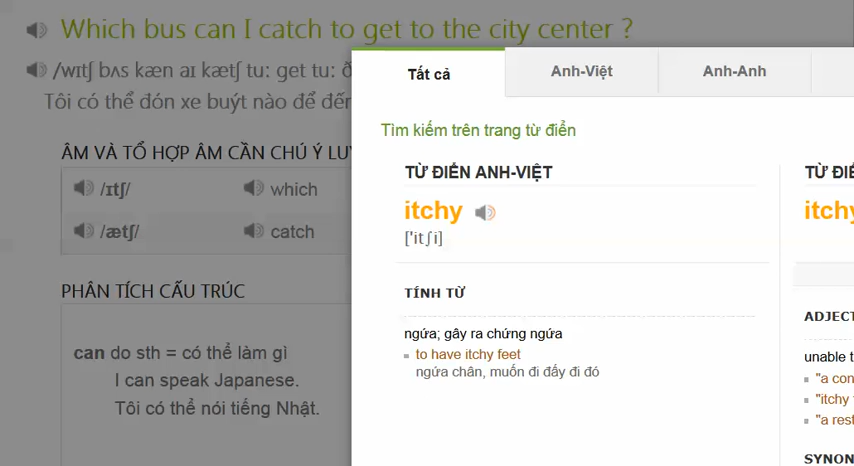 Which bus can I catch to get to the city center ?
/wɪtʃ bʌs kæn aɪ kætʃ tu: get tu:
Tôi có thể đón xe buýt nào để đến
ÂM VÀ TỔ HỢP ÂM CẦN CHÚ Ý
/ɪtʃ/
which
/ætʃ/
catch
PHÂN TÍCH CẤU TRÚC
can do sth = có thể làm gì
I can speak Japanese.
Tôi có thể nói tiếng Nhật.
Tất cả
Anh-Việt
Anh-Anh
Tìm kiếm trên trang từ điển
TỪ ĐIỂN ANH-VIỆT
itchy
['itʃi]
TÍNH TỪ
ngứa; gây ra chứng ngứa
to have itchy feet
ngứa chân, muốn đi đấy đi đó
TỪ
itchy
ADJECT
unable t
"a con
"itchy
"a rest
SYNON